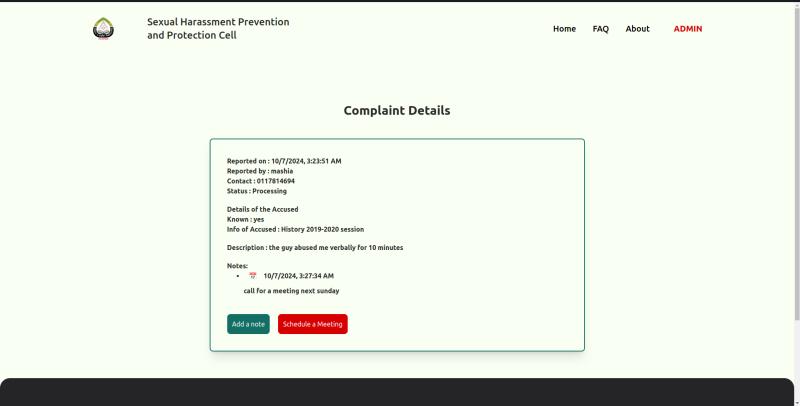 Sexual Harassment Prevention
and Protection Cell
Home FAQ About ADMIN
Complaint Details
Reported on : 10/7/2024, 3:23:51 AM
Reported by : mashia
Contact : 0117814694
Status : Processing
Details of the Accused
Known : yes
Info of Accused : History 2019-2020 session
Description : the guy abused me verbally for 10 minutes
Notes:
10/7/2024, 3:27:34 AM
call for a meeting next sunday
Add a note Schedule a Meeting